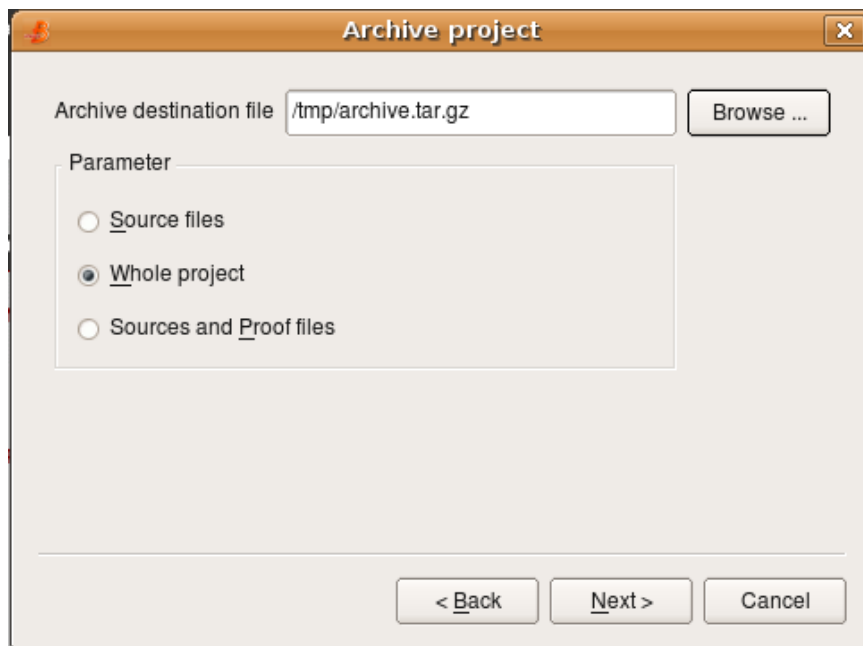 Archive project
Archive destination file /tmp/archive.tar.gz Browse ...
Parameter
Source files
Whole project
Sources and Proof files
< Back Next > Cancel